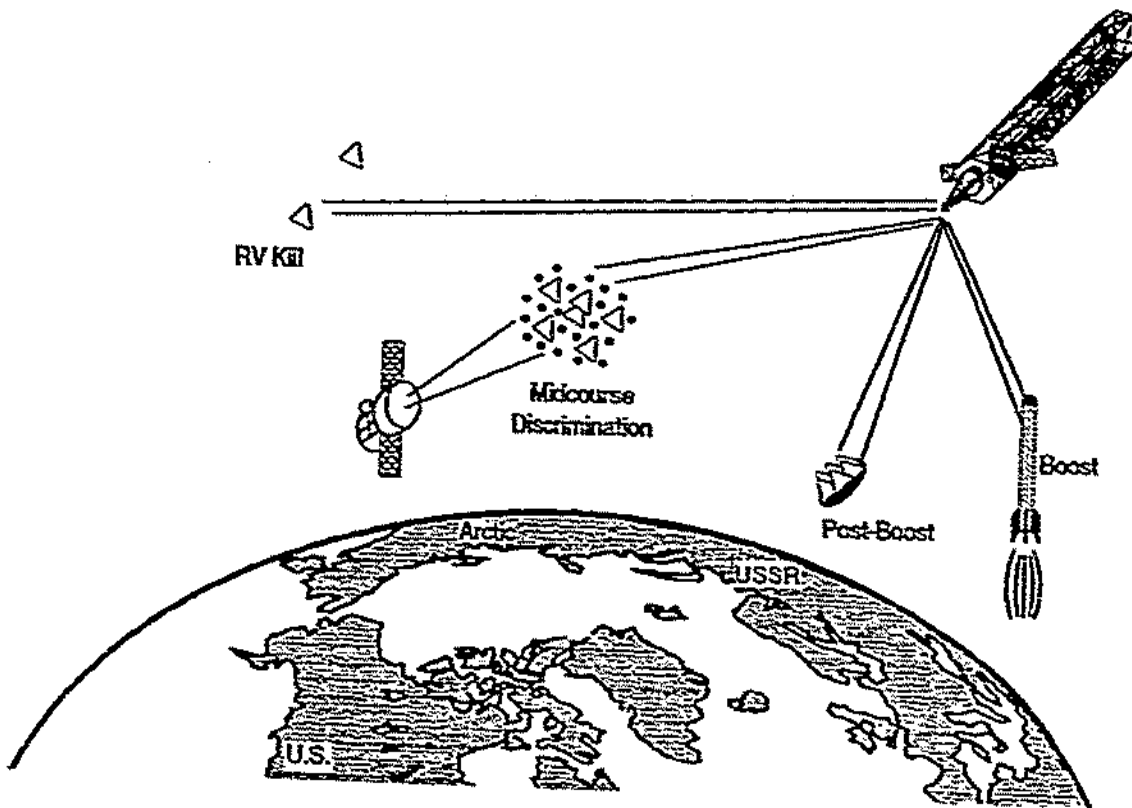 RV Kill
Midcourse
Discrimination
Boost
Post-Boost
Arctic
USSR
U.S.